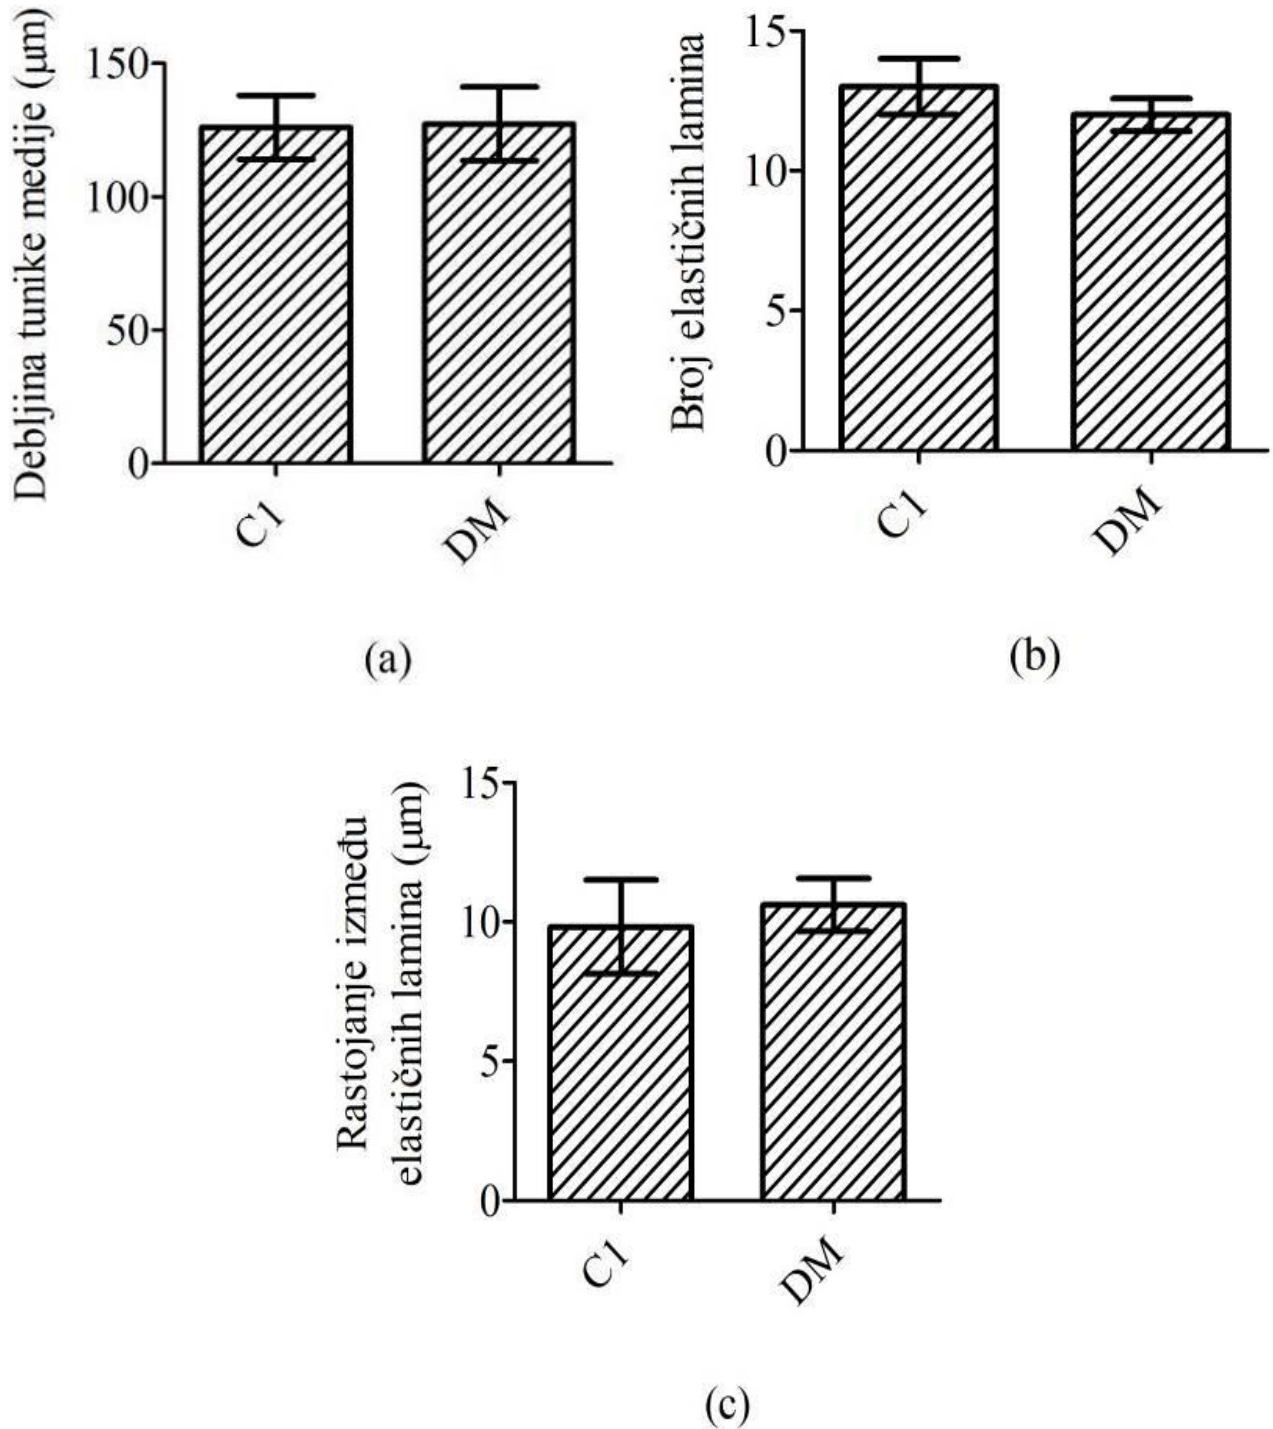 Debljina tunike medije (μm)
150
100
50
0
C1
DM
(a)
Broj elastičnih lamina
15
10
5
0
C1
DM
(b)
Rastojanje između
elastičnih lamina (μm)
15
10
5
0
C1
DM
(c)